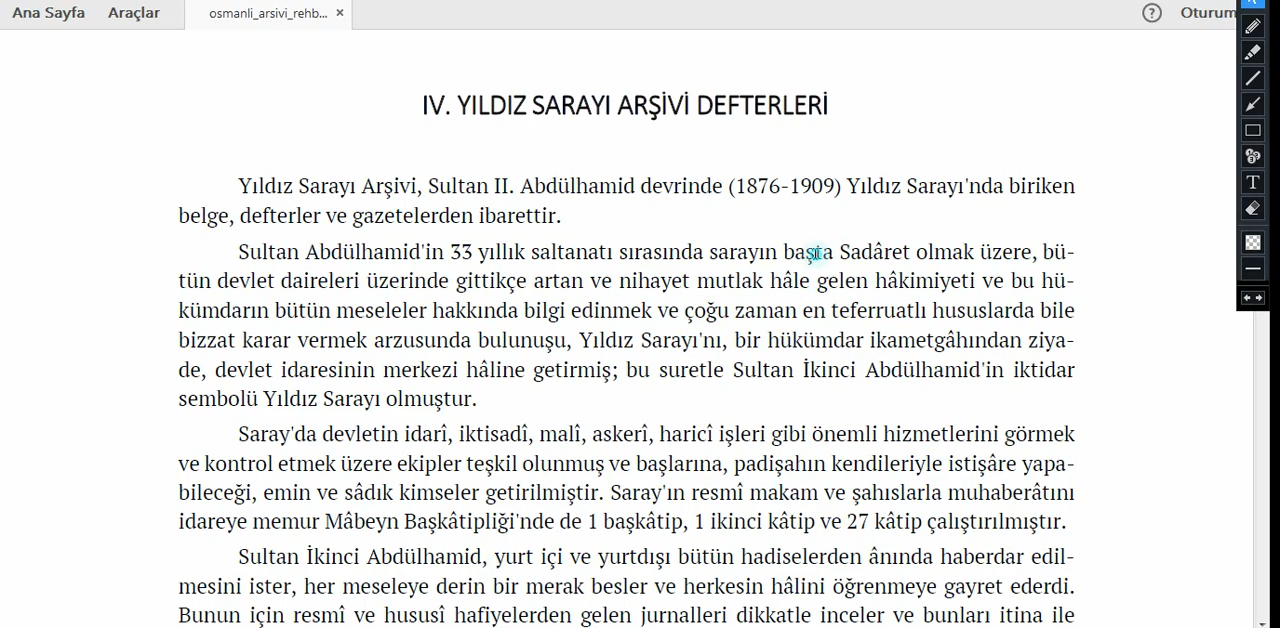 Ana Sayfa Araçlar osmanli_arsivi_rehb... × ? Oturum
IV. YILDIZ SARAYI ARŞİVİ DEFTERLERİ
Yıldız Sarayı Arşivi, Sultan II. Abdülhamid devrinde (1876-1909) Yıldız Sarayı'nda biriken
belge, defterler ve gazetelerden ibarettir.
Sultan Abdülhamid'in 33 yıllık saltanatı sırasında sarayın başta Sadâret olmak üzere, bü-
tün devlet daireleri üzerinde gittikçe artan ve nihayet mutlak hâle gelen hâkimiyeti ve bu hü-
kümdarın bütün meseleler hakkında bilgi edinmek ve çoğu zaman en teferruatlı hususlarda bile
bizzat karar vermek arzusunda bulunuşu, Yıldız Sarayı'nı, bir hükümdar ikametgâhından ziya-
de, devlet idaresinin merkezi hâline getirmiş; bu suretle Sultan İkinci Abdülhamid'in iktidar
sembolü Yıldız Sarayı olmuştur.
Saray'da devletin idarî, iktisadî, malî, askerî, haricî işleri gibi önemli hizmetlerini görmek
ve kontrol etmek üzere ekipler teşkil olunmuş ve başlarına, padişahın kendileriyle istişâre yapa-
bileceği, emin ve sâdık kimseler getirilmiştir. Saray'ın resmî makam ve şahıslarla muhaberâtını
idareye memur Mâbeyn Başkâtipliği'nde de 1 başkâtip, 1 ikinci kâtip ve 27 kâtip çalıştırılmıştır.
Sultan İkinci Abdülhamid, yurt içi ve yurtdışı bütün hadiselerden ânında haberdar edil-
mesini ister, her meseleye derin bir merak besler ve herkesin hâlini öğrenmeye gayret ederdi.
Bunun için resmî ve hususî hafiyelerden gelen jurnalleri dikkatle inceler ve bunları itina ile